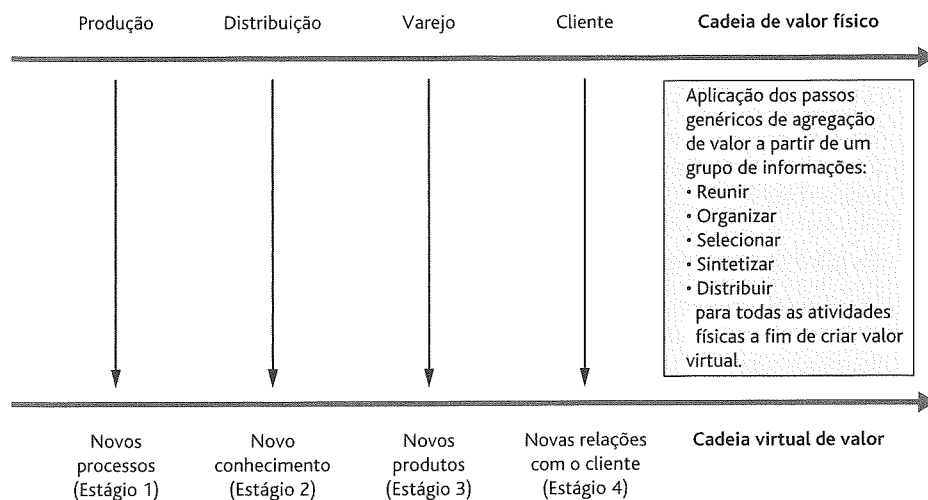 Produção
Distribuição
Varejo
Cliente
Cadeia de valor físico
Aplicação dos passos
genéricos de agregação
de valor a partir de um
grupo de informações:
• Reunir
• Organizar
• Selecionar
• Sintetizar
• Distribuir
para todas as atividades
físicas a fim de criar valor
virtual.
Novos
processos
(Estágio 1)
Novo
conhecimento
(Estágio 2)
Novos
produtos
(Estágio 3)
Novas relações
com o cliente
(Estágio 4)
Cadeia virtual de valor